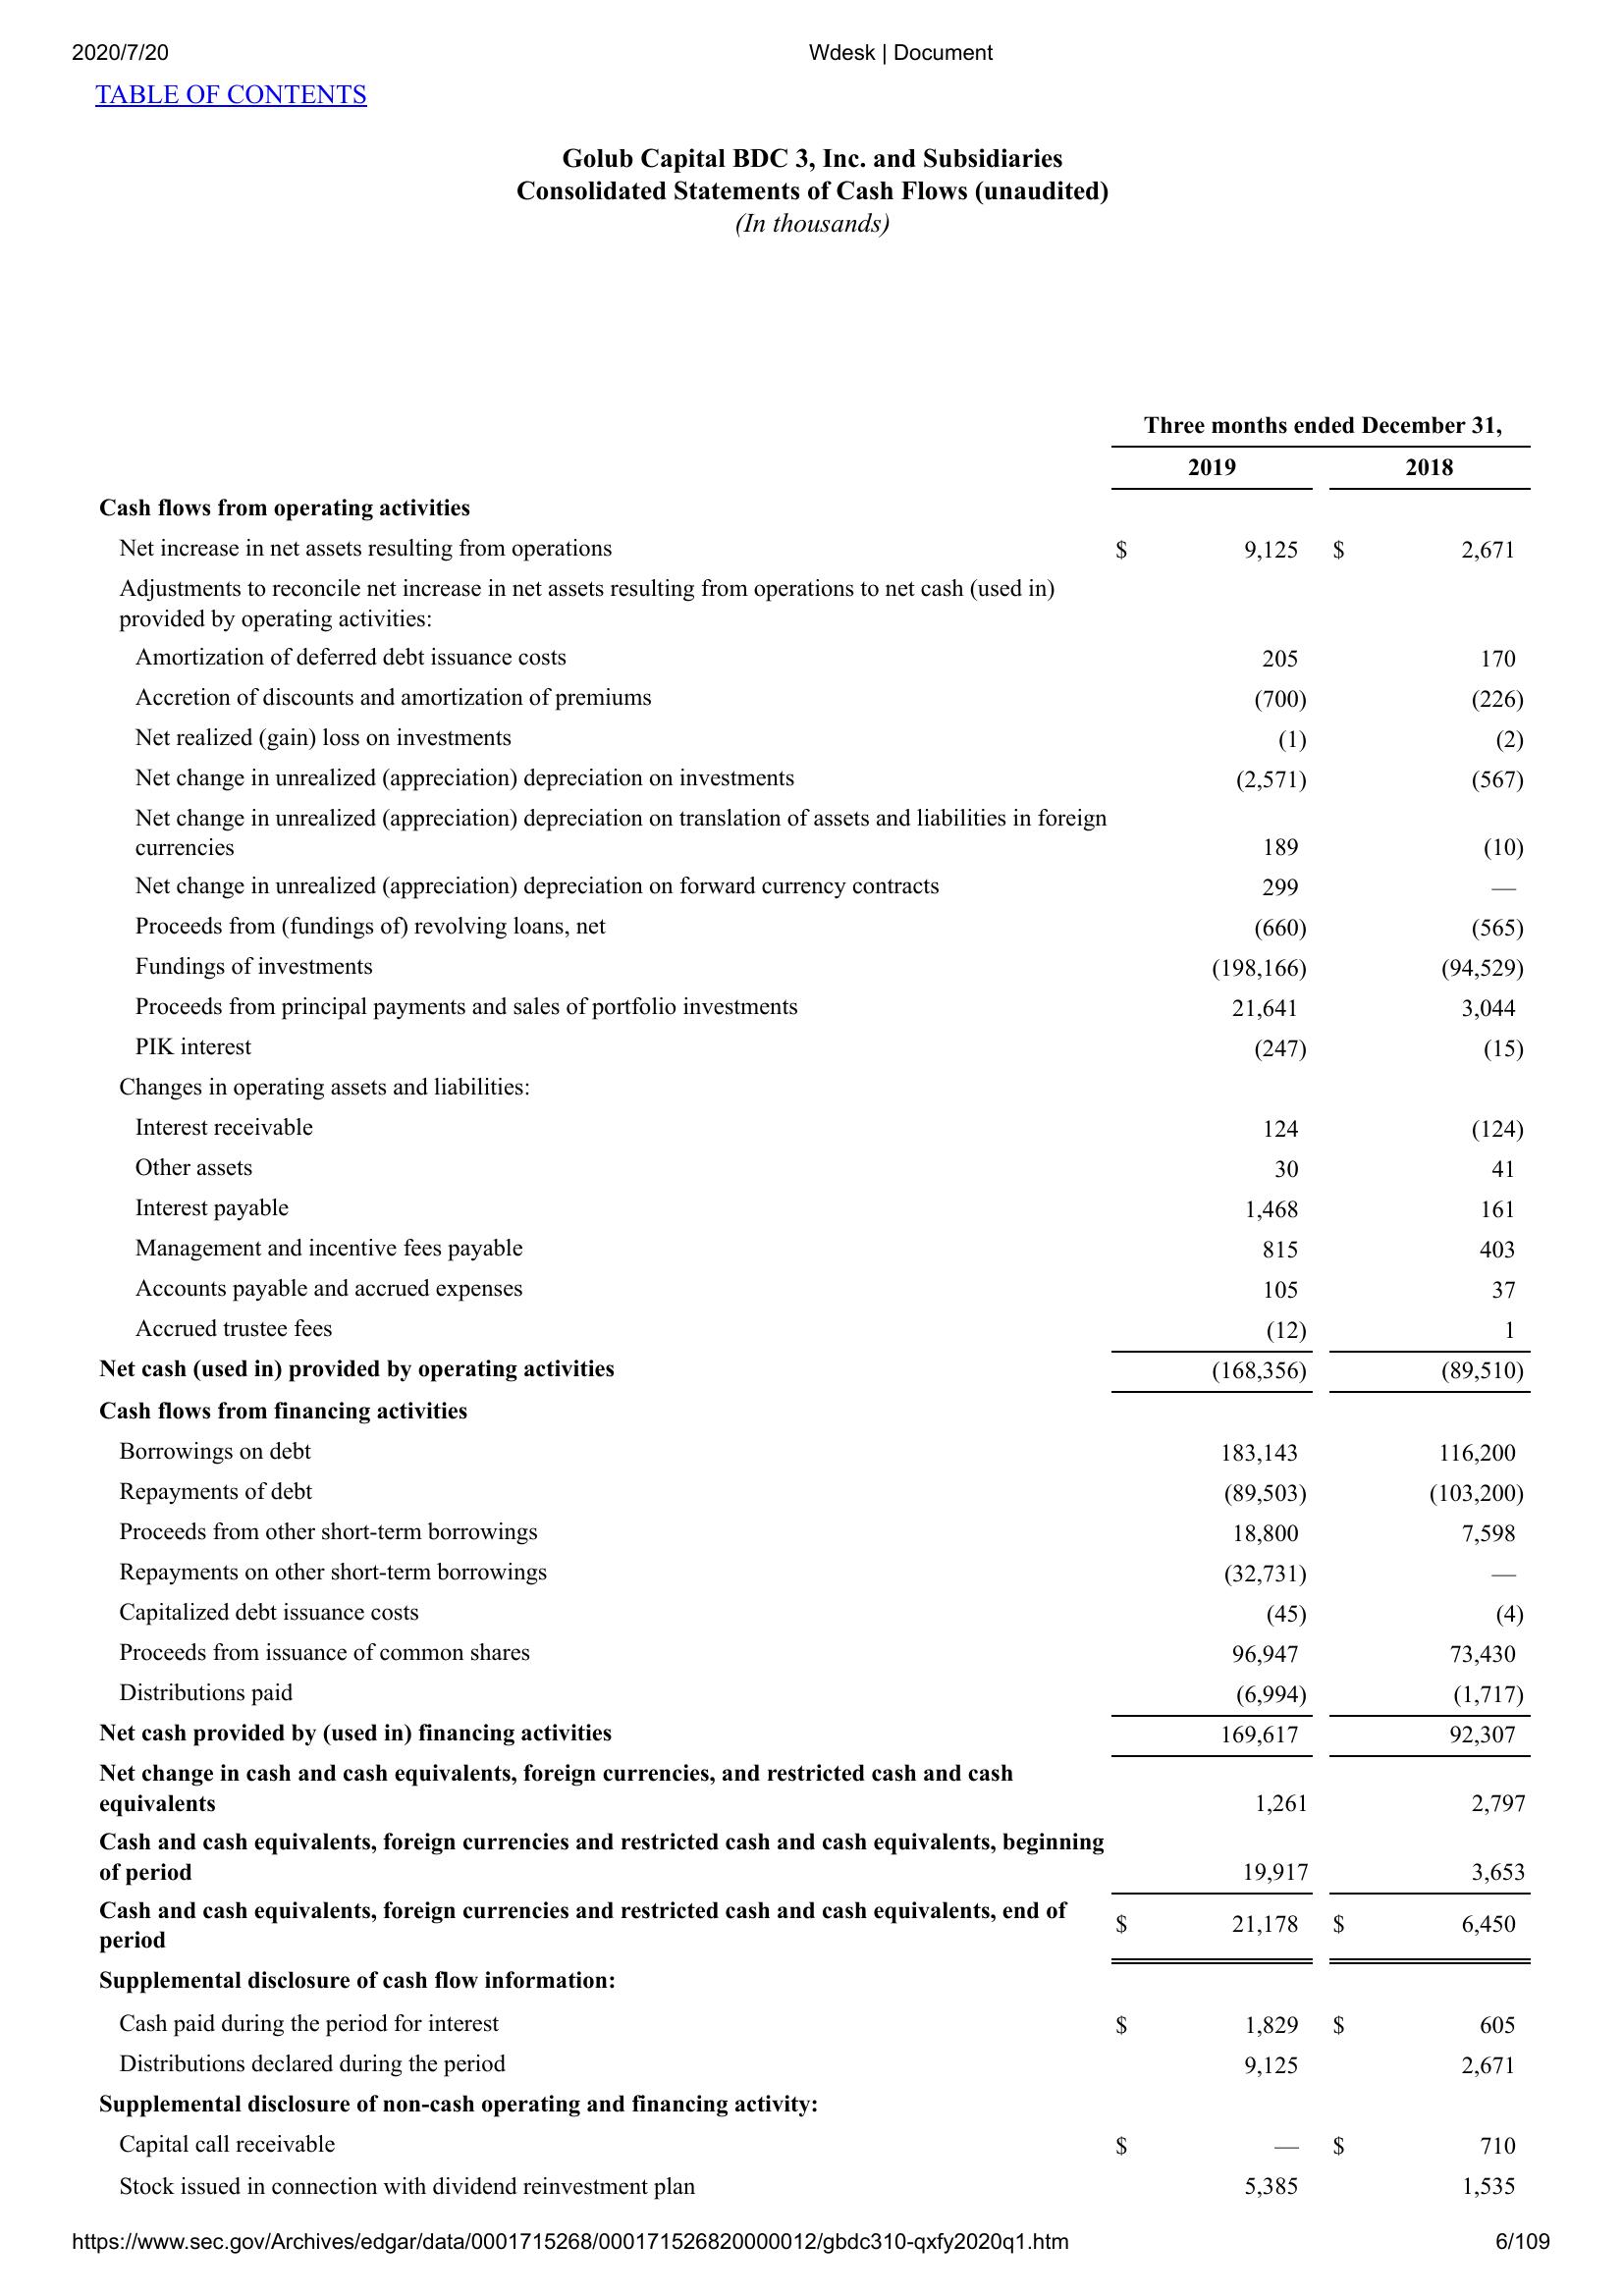 2020/7/20 Wdesk | Document
TABLE OF CONTENTS
Golub Capital BDC 3, Inc. and Subsidiaries
Consolidated Statements of Cash Flows (unaudited)
(In thousands)
Three months ended December 31,
2019 2018
Cash flows from operating activities
Net increase in net assets resulting from operations $ 9,125 $ 2,671
Adjustments to reconcile net increase in net assets resulting from operations to net cash (used in)
provided by operating activities:
Amortization of deferred debt issuance costs 205 170
Accretion of discounts and amortization of premiums (700) (226)
Net realized (gain) loss on investments (1) (2)
Net change in unrealized (appreciation) depreciation on investments (2,571) (567)
Net change in unrealized (appreciation) depreciation on translation of assets and liabilities in foreign
currencies 189 (10)
Net change in unrealized (appreciation) depreciation on forward currency contracts 299 —
Proceeds from (fundings of) revolving loans, net (660) (565)
Fundings of investments (198,166) (94,529)
Proceeds from principal payments and sales of portfolio investments 21,641 3,044
PIK interest (247) (15)
Changes in operating assets and liabilities:
Interest receivable 124 (124)
Other assets 30 41
Interest payable 1,468 161
Management and incentive fees payable 815 403
Accounts payable and accrued expenses 105 37
Accrued trustee fees (12) 1
Net cash (used in) provided by operating activities (168,356) (89,510)
Cash flows from financing activities
Borrowings on debt 183,143 116,200
Repayments of debt (89,503) (103,200)
Proceeds from other short-term borrowings 18,800 7,598
Repayments on other short-term borrowings (32,731) —
Capitalized debt issuance costs (45) (4)
Proceeds from issuance of common shares 96,947 73,430
Distributions paid (6,994) (1,717)
Net cash provided by (used in) financing activities 169,617 92,307
Net change in cash and cash equivalents, foreign currencies, and restricted cash and cash
equivalents 1,261 2,797
Cash and cash equivalents, foreign currencies and restricted cash and cash equivalents, beginning
of period 19,917 3,653
Cash and cash equivalents, foreign currencies and restricted cash and cash equivalents, end of
period $ 21,178 $ 6,450
Supplemental disclosure of cash flow information:
Cash paid during the period for interest $ 1,829 $ 605
Distributions declared during the period 9,125 2,671
Supplemental disclosure of non-cash operating and financing activity:
Capital call receivable $ — $ 710
Stock issued in connection with dividend reinvestment plan 5,385 1,535
https://www.sec.gov/Archives/edgar/data/0001715268/000171526820000012/gbdc310-qxfy2020q1.htm 6/109